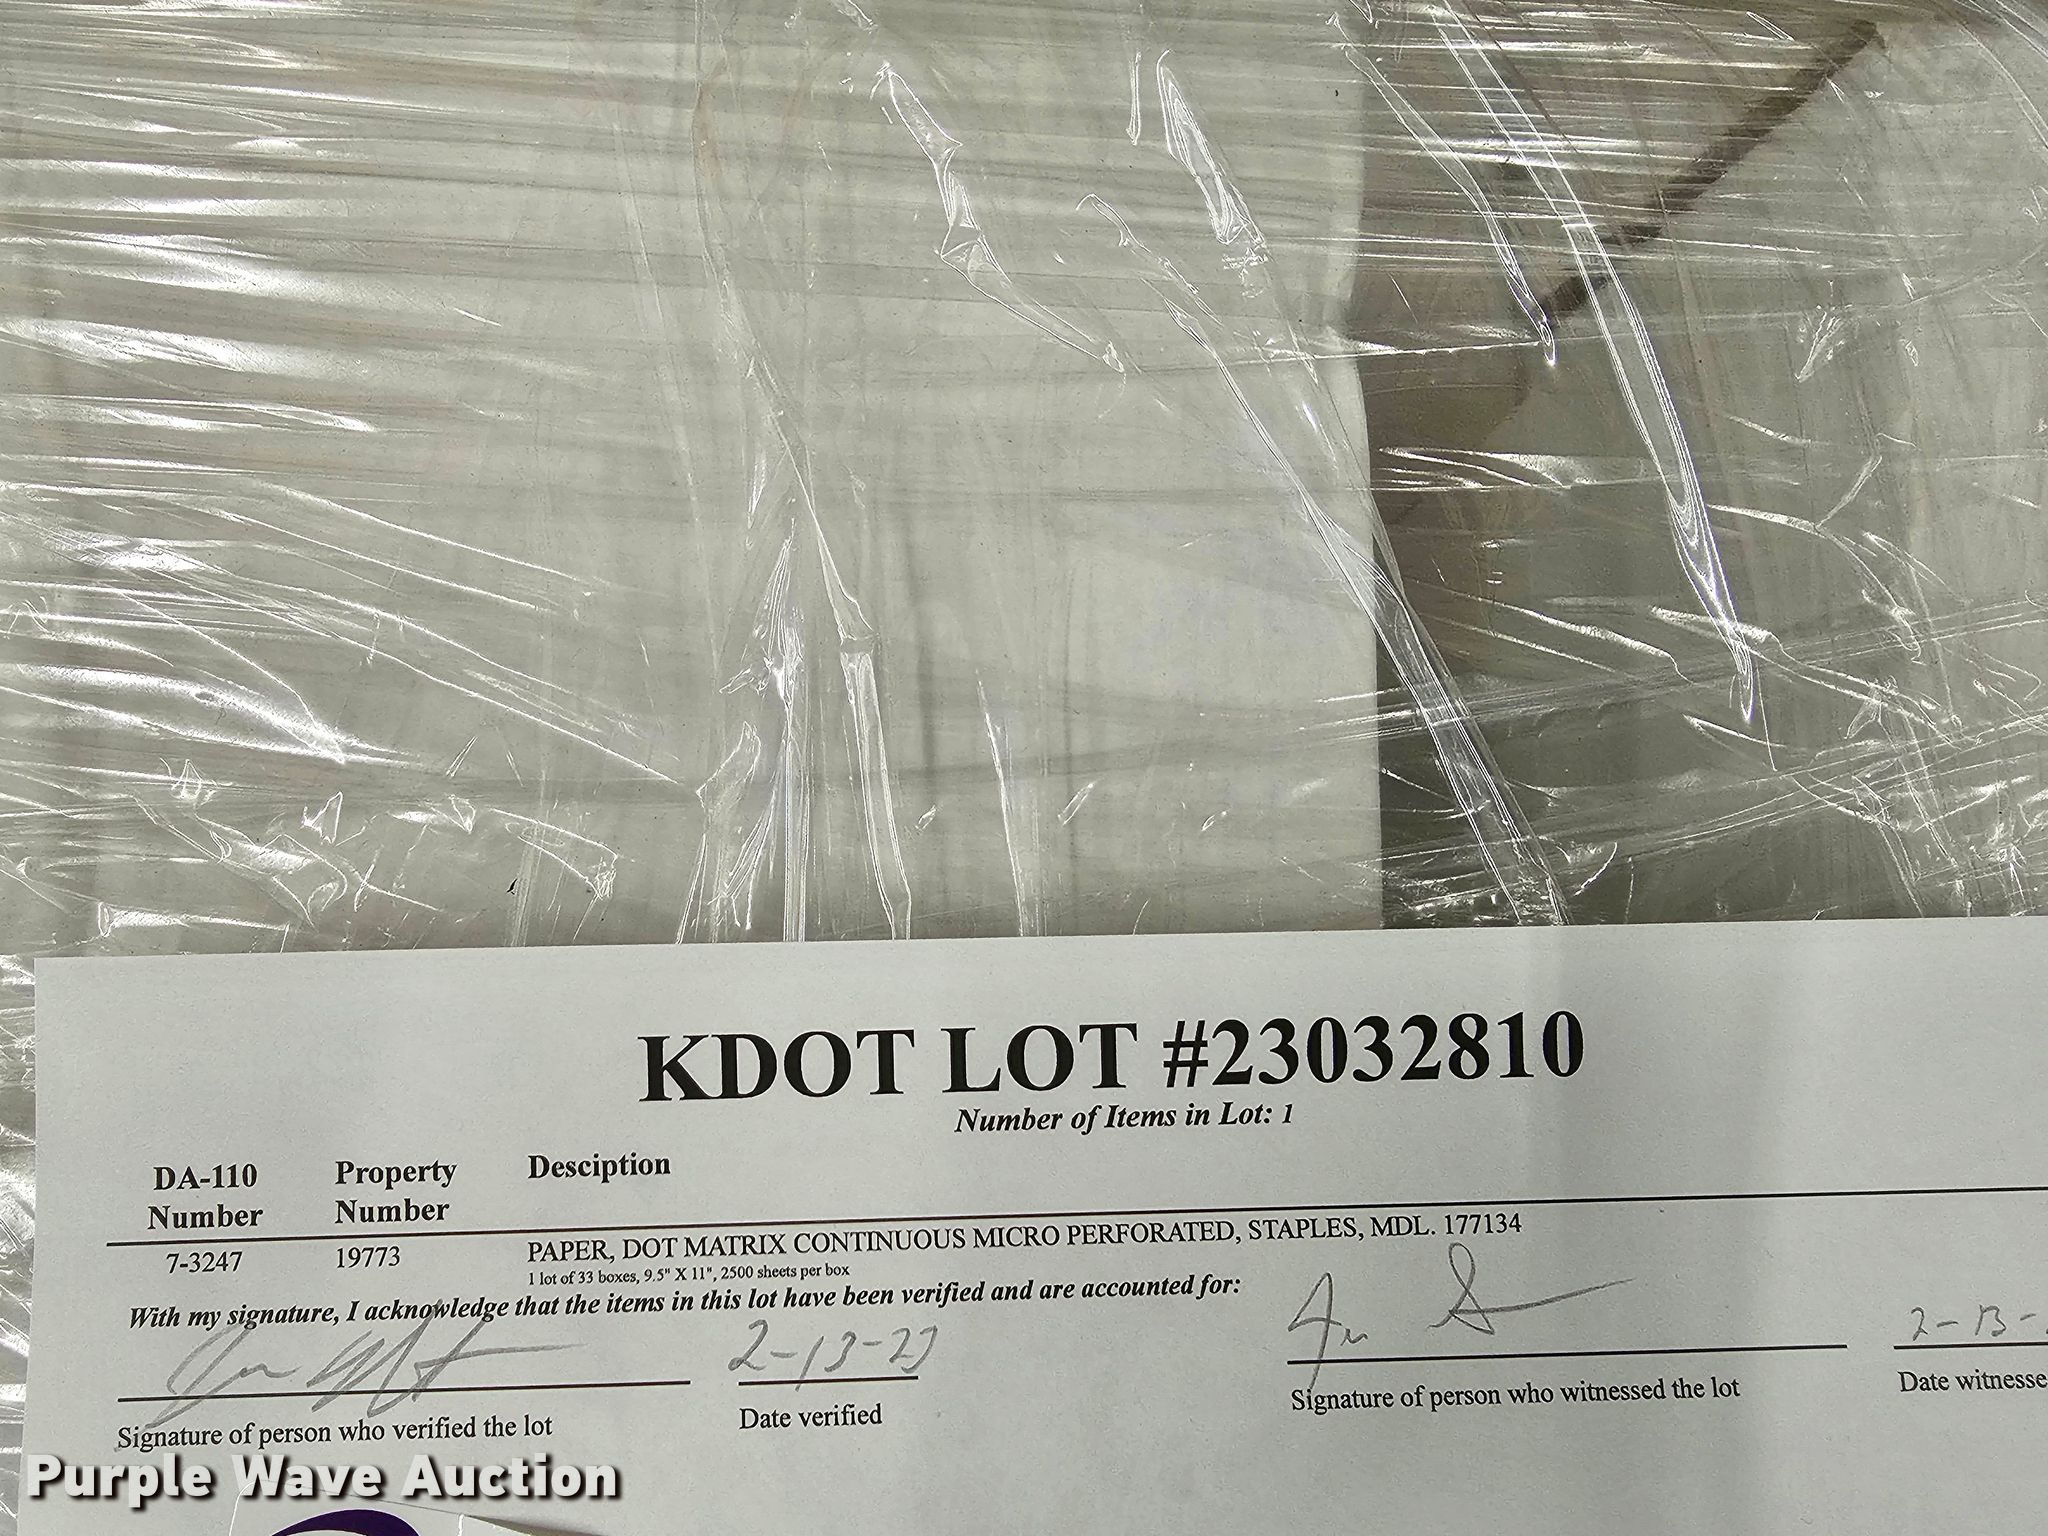 KDOT LOT #23032810
Number of Items in Lot: 1
DA-110 Number Property Number Desciption
7-3247 19773 PAPER, DOT MATRIX CONTINUOUS MICRO PERFORATED, STAPLES, MDL. 177134
1 lot of 33 boxes, 9.5" X 11", 2500 sheets per box
With my signature, I acknowledge that the items in this lot have been verified and are accounted for:
2-13-23 2-13-
Signature of person who verified the lot Date verified Signature of person who witnessed the lot Date witnesse
Purple Wave Auction